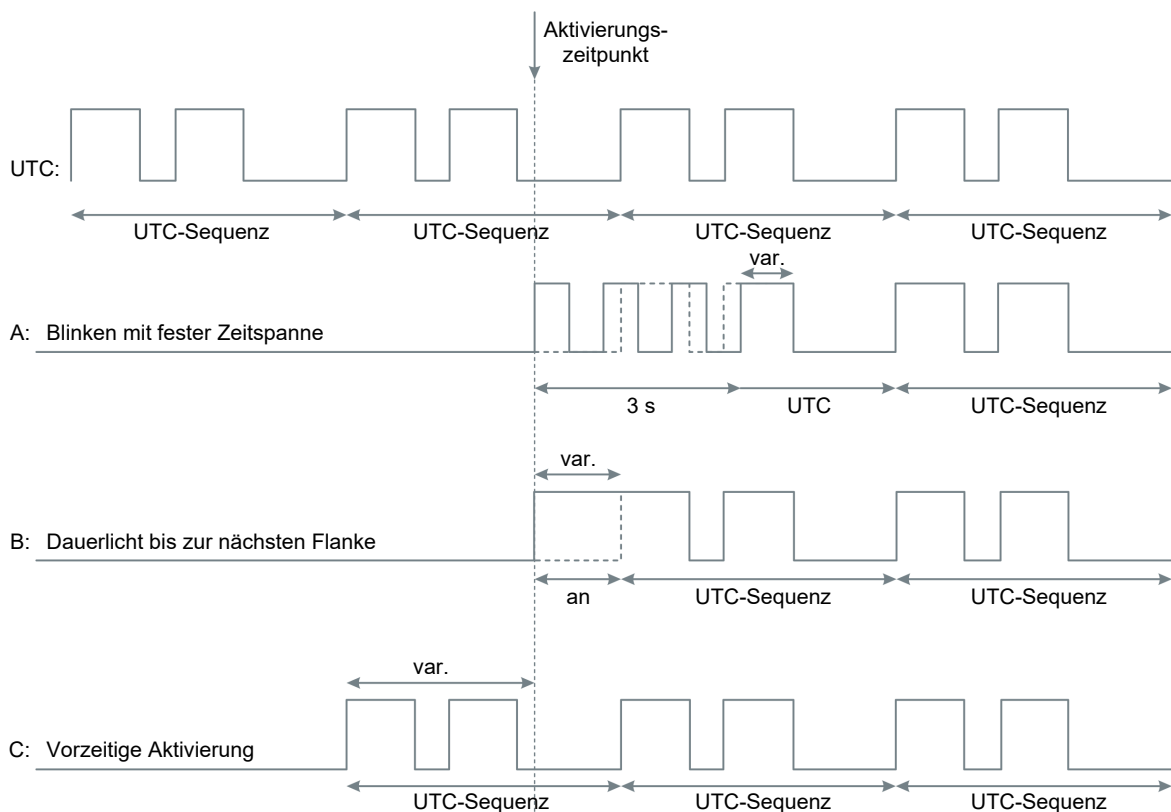 Aktivierungs-
zeitpunkt
UTC:
UTC-Sequenz UTC-Sequenz UTC-Sequenz UTC-Sequenz
var.
A: Blinken mit fester Zeitspanne
3 s UTC UTC-Sequenz
var.
B: Dauerlicht bis zur nächsten Flanke
an UTC-Sequenz UTC-Sequenz
var.
C: Vorzeitige Aktivierung
UTC-Sequenz UTC-Sequenz UTC-Sequenz